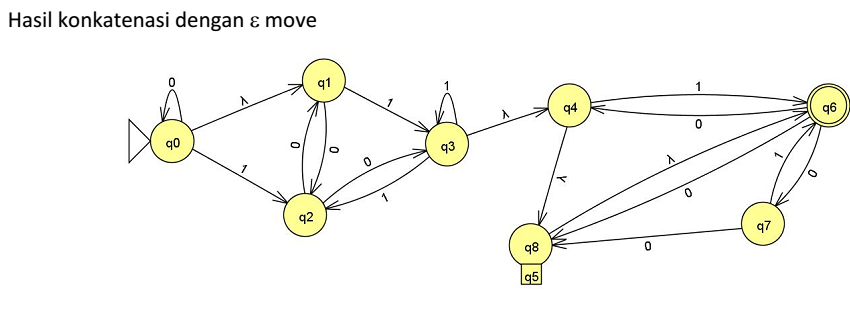 Hasil konkatenasi dengan ε move
0
q1
1
1
q4
1
q6
λ
λ
0
q0
0
0
q3
0
λ
1
1
λ
0
1
0
q2
q7
q8
0
q5